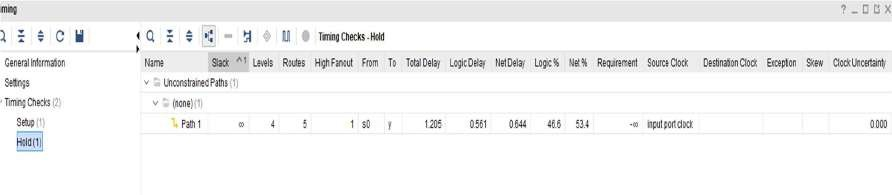 iming
Timing Checks - Hold
General Information
Settings
Timing Checks (2)
Setup (1)
Hold (1)
Name Slack ^1 Levels Routes High Fanout From To Total Delay Logic Delay Net Delay Logic % Net % Requirement Source Clock Destination Clock Exception Skew Clock Uncertainty
Unconstrained Paths (1)
(none) (1)
Path 1 ∞ 4 5 1 s0 y 1.205 0.561 0.644 46.6 53.4 -∞ input port clock 0.000